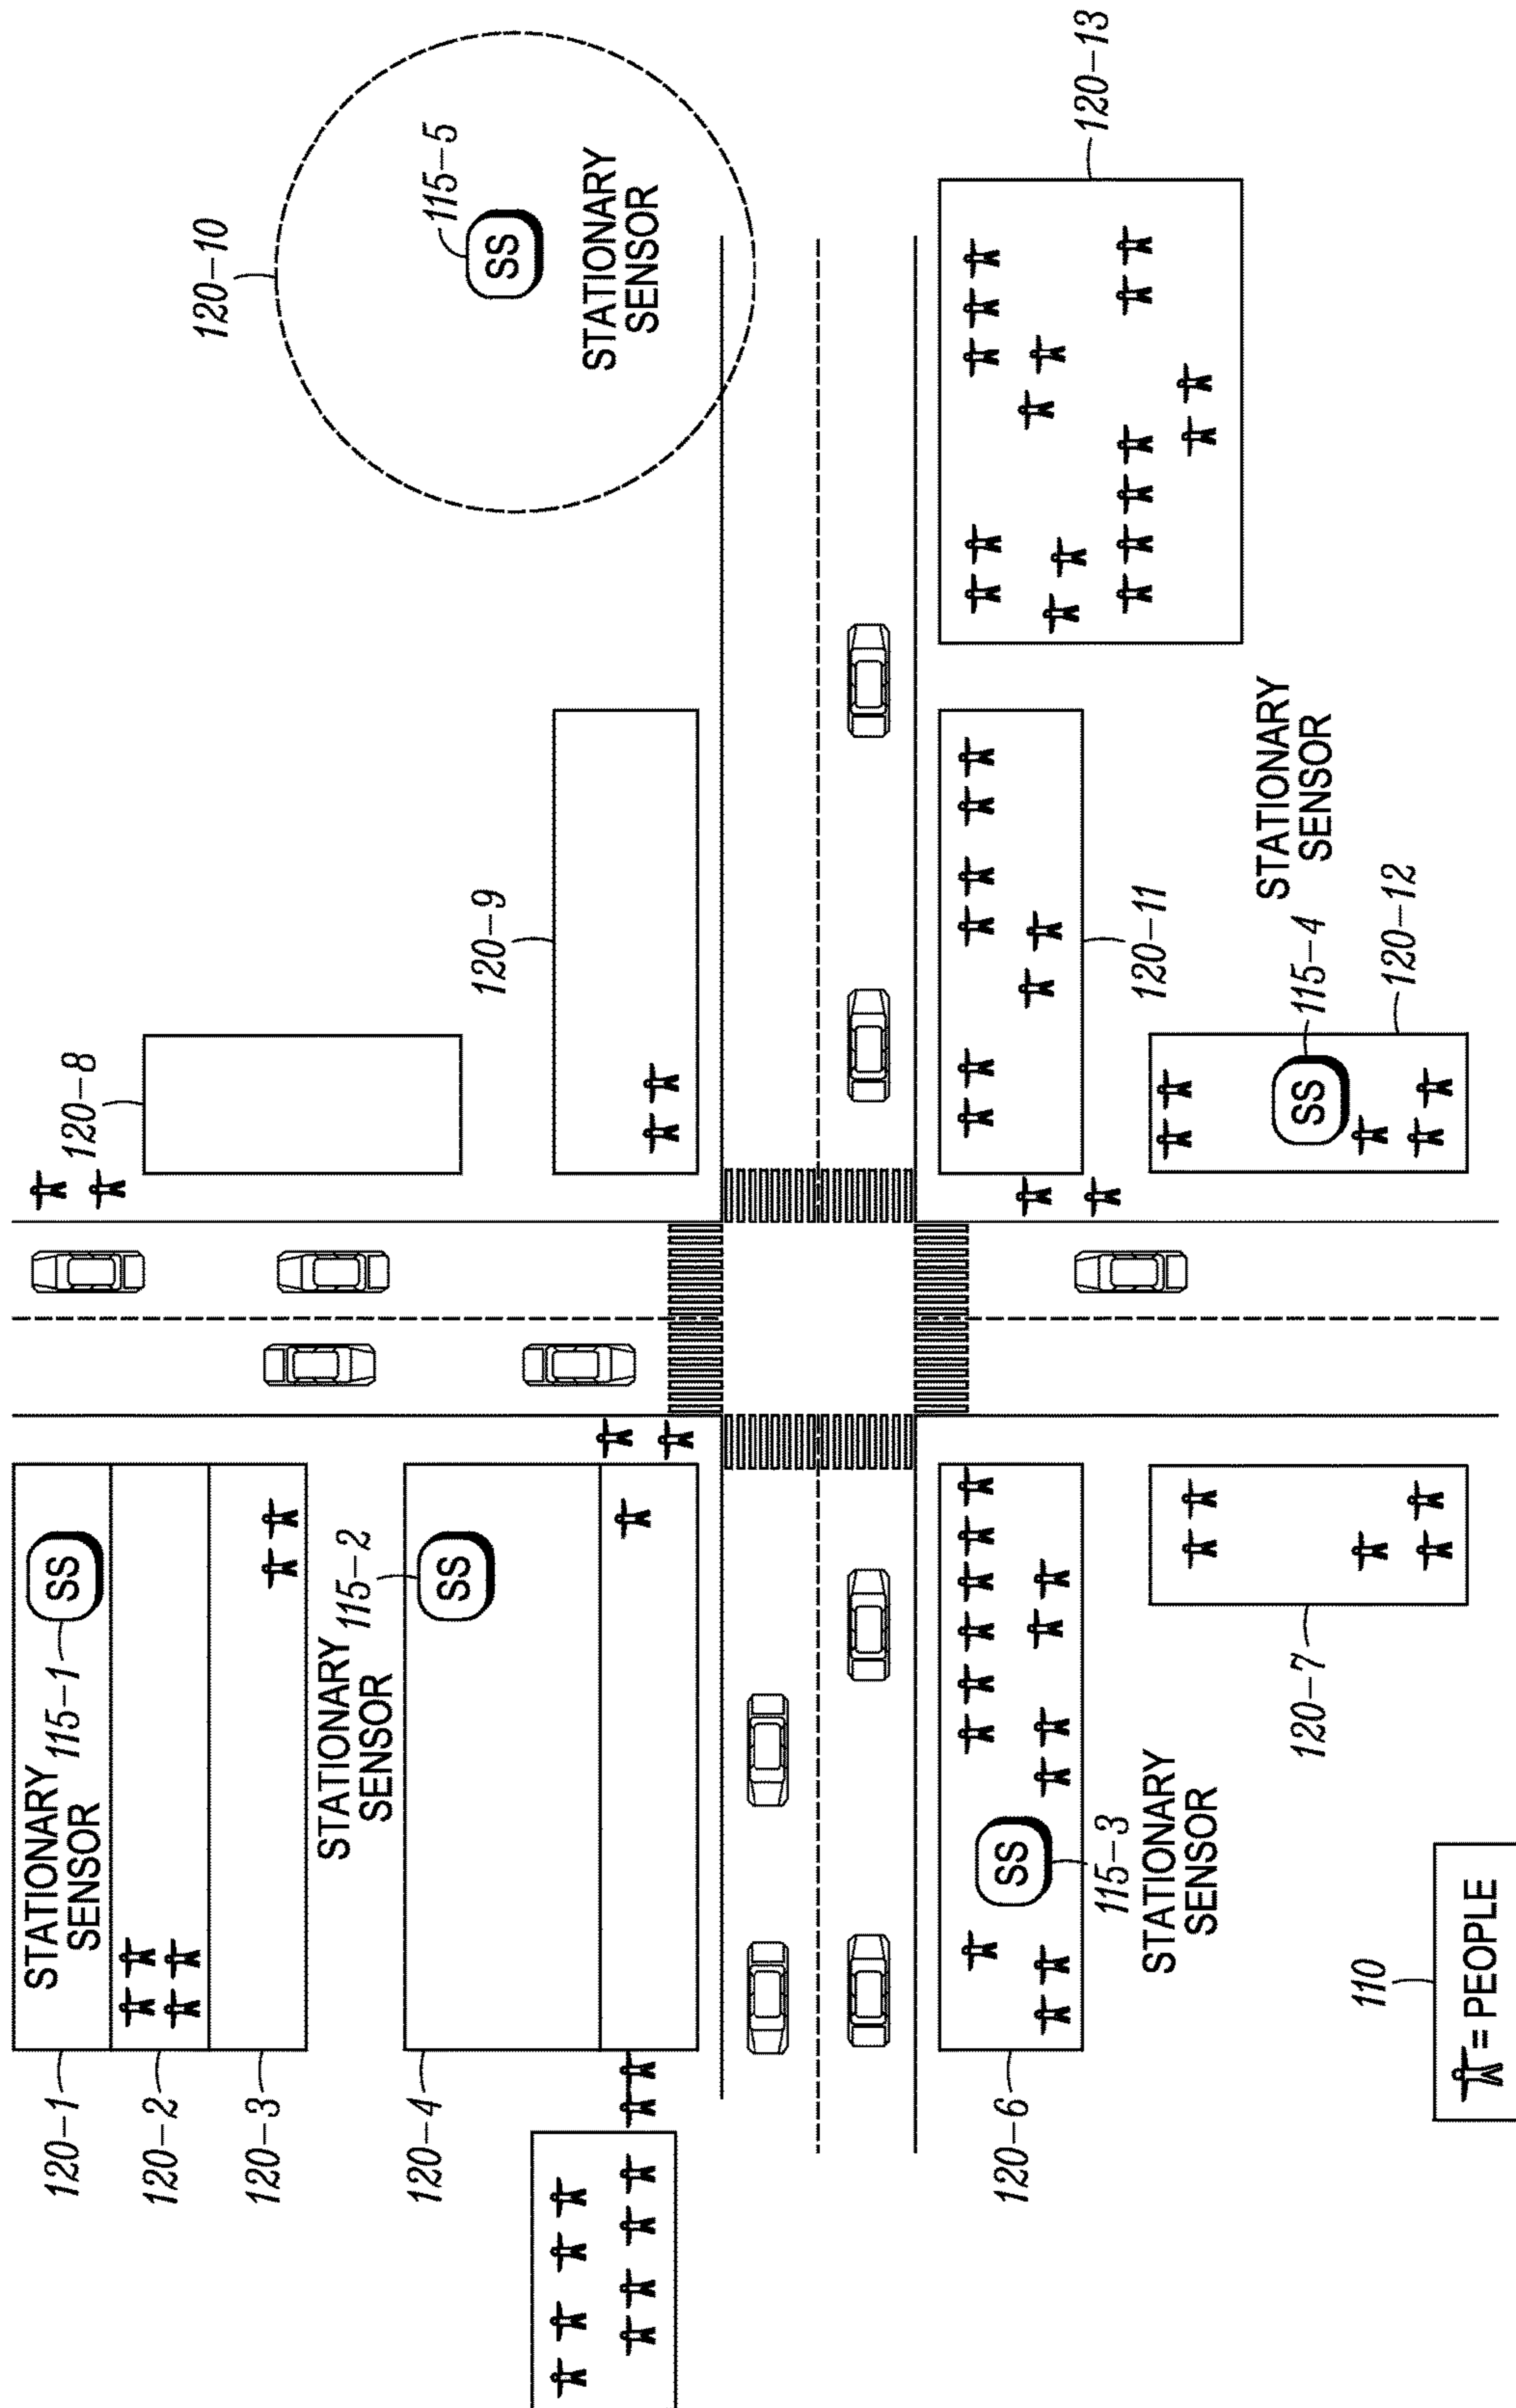 120-1
STATIONARY
SENSOR
115-1
SS
120-2
120-3
120-8
120-10
115-5
SS
STATIONARY
SENSOR
STATIONARY
SENSOR
115-2
SS
120-4
120-9
120-6
SS
115-3
STATIONARY
SENSOR
120-11
120-13
120-7
SS
115-4
STATIONARY
SENSOR
120-12
110
= PEOPLE